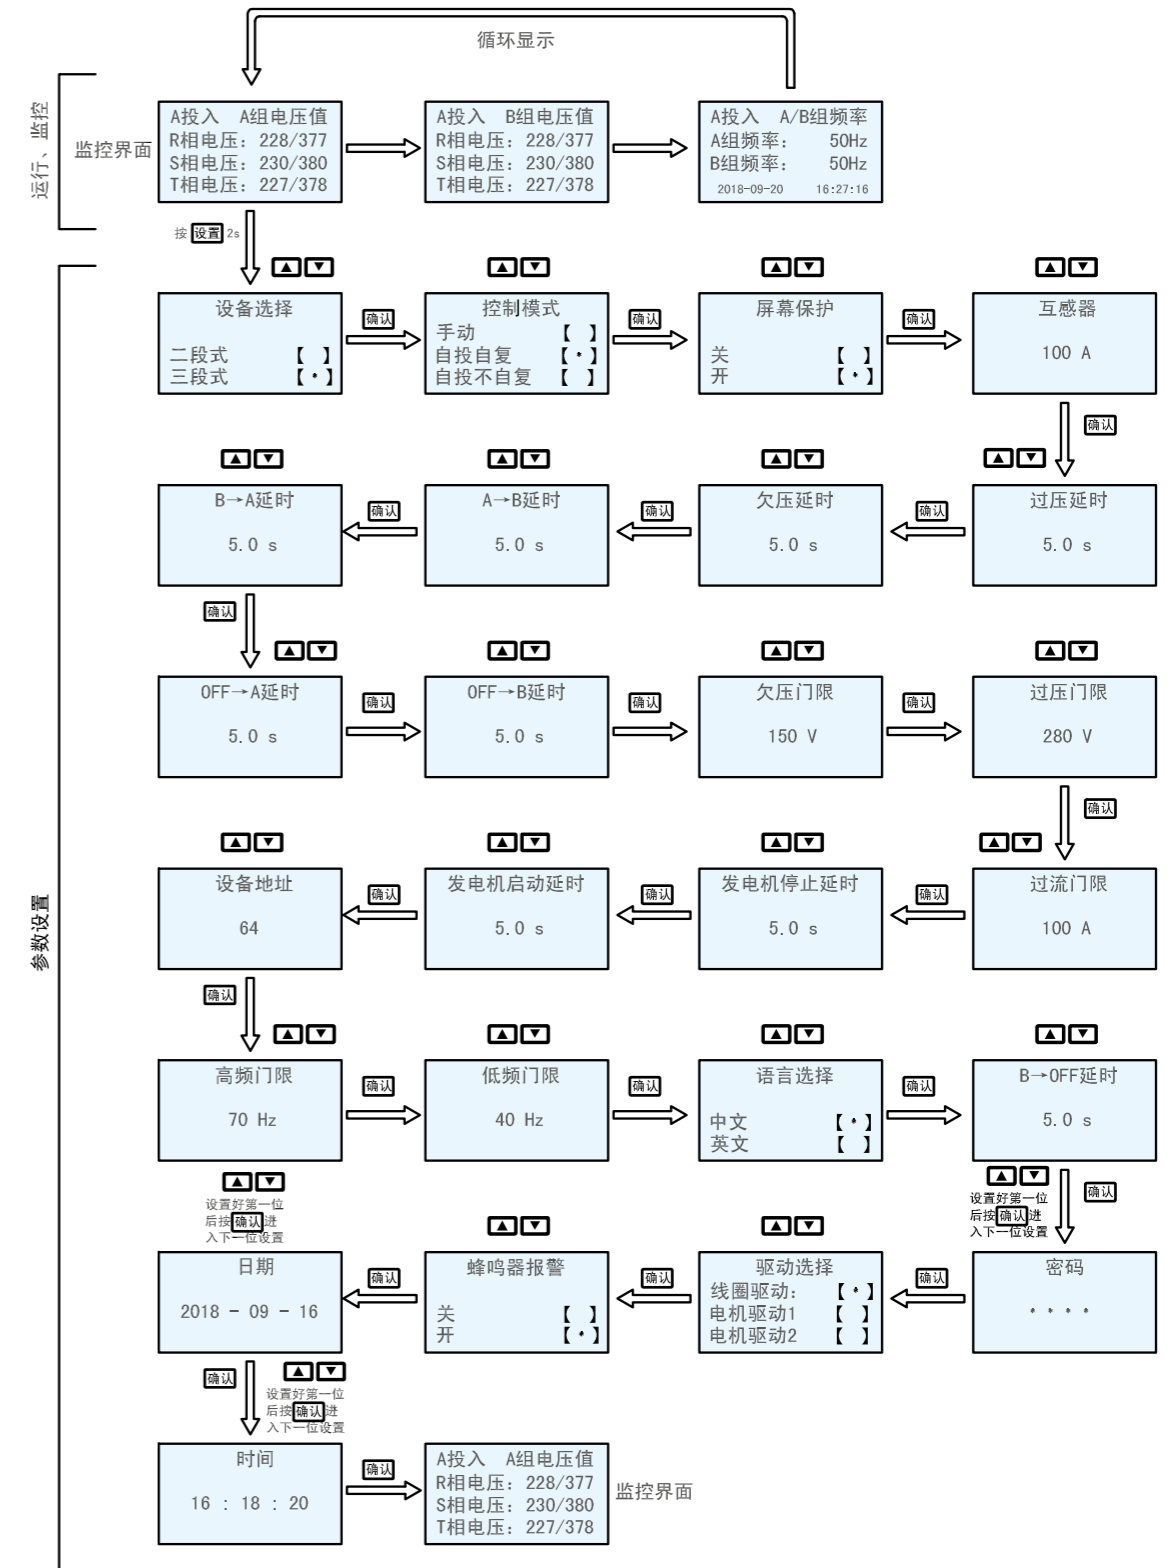 循环显示
运行、监控
监控界面
A投入 A组电压值
R相电压: 228/377
S相电压: 230/380
T相电压: 227/378
A投入 B组电压值
R相电压: 228/377
S相电压: 230/380
T相电压: 227/378
A投入 A/B组频率
A组频率: 50Hz
B组频率: 50Hz
2018-09-20 16:27:16
按 设置 2s
参数设置
▲ ▼
设备选择
二段式 【 】
三段式 【*】
确认
▲ ▼
控制模式
手动 【 】
自投自复 【*】
自投不自复 【 】
确认
▲ ▼
屏幕保护
关 【 】
开 【*】
确认
▲ ▼
互感器
100 A
确认
▲ ▼
过压延时
5.0 s
确认
▲ ▼
欠压延时
5.0 s
确认
▲ ▼
A→B延时
5.0 s
确认
▲ ▼
B→A延时
5.0 s
确认
▲ ▼
OFF→A延时
5.0 s
确认
▲ ▼
OFF→B延时
5.0 s
确认
▲ ▼
欠压门限
150 V
确认
▲ ▼
过压门限
280 V
确认
▲ ▼
过流门限
100 A
确认
▲ ▼
发电机停止延时
5.0 s
确认
▲ ▼
发电机启动延时
5.0 s
确认
▲ ▼
设备地址
64
确认
▲ ▼
高频门限
70 Hz
确认
▲ ▼
低频门限
40 Hz
确认
▲ ▼
语言选择
中文 【*】
英文 【 】
确认
▲ ▼
B→OFF延时
5.0 s
确认
▲ ▼
设置好第一位
后按 确认 进
入下一位设置
密码
* * * *
确认
▲ ▼
驱动选择
线圈驱动: 【*】
电机驱动1 【 】
电机驱动2 【 】
确认
▲ ▼
蜂鸣器报警
关 【 】
开 【*】
确认
▲ ▼
设置好第一位
后按 确认 进
入下一位设置
日期
2018 - 09 - 16
确认
▲ ▼
设置好第一位
后按 确认 进
入下一位设置
时间
16 : 18 : 20
确认
A投入 A组电压值
R相电压: 228/377
S相电压: 230/380
T相电压: 227/378
监控界面